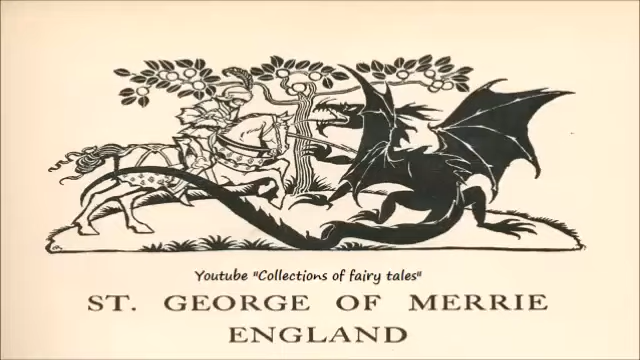 Youtube "Collections of fairy tales"
ST. GEORGE OF MERRIE
ENGLAND